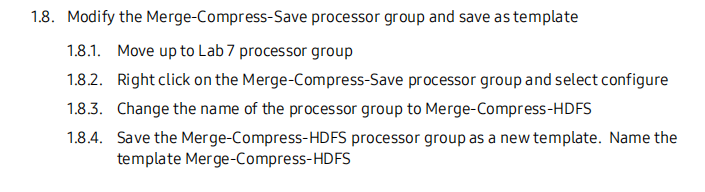 1.8. Modify the Merge-Compress-Save processor group and save as template
1.8.1. Move up to Lab 7 processor group
1.8.2. Right click on the Merge-Compress-Save processor group and select configure
1.8.3. Change the name of the processor group to Merge-Compress-HDFS
1.8.4. Save the Merge-Compress-HDFS processor group as a new template. Name the
template Merge-Compress-HDFS